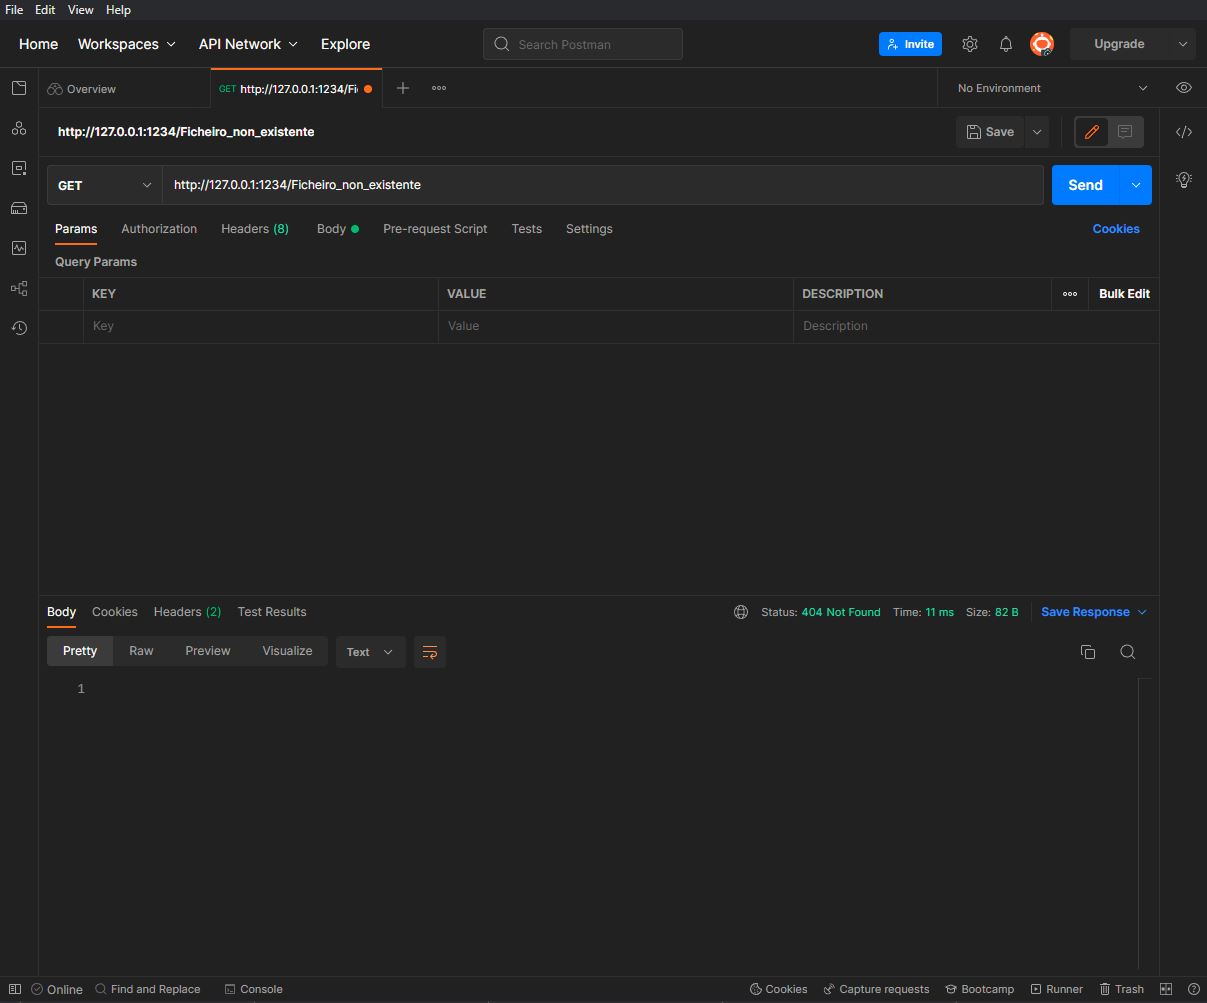 File Edit View Help
Home Workspaces API Network Explore Search Postman Invite Upgrade
Overview GET http://127.0.0.1:1234/Fi No Environment
http://127.0.0.1:1234/Ficheiro_non_existente Save
GET http://127.0.0.1:1234/Ficheiro_non_existente Send
Params Authorization Headers (8) Body Pre-request Script Tests Settings Cookies
Query Params
KEY VALUE DESCRIPTION Bulk Edit
Key Value Description
Body Cookies Headers (2) Test Results Status: 404 Not Found Time: 11 ms Size: 82 B Save Response
Pretty Raw Preview Visualize Text
1
Online Find and Replace Console Cookies Capture requests Bootcamp Runner Trash